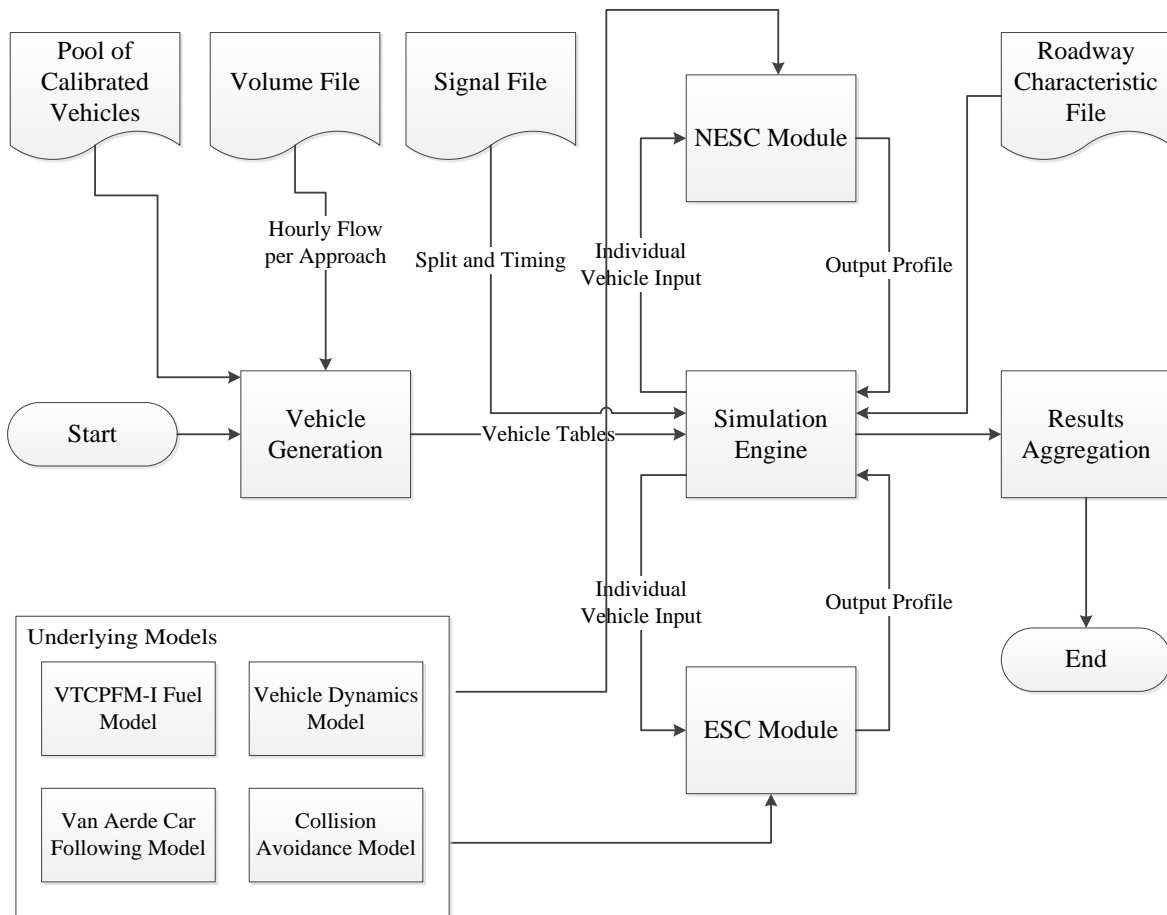 Pool of
Calibrated
Vehicles
Volume File
Signal File
NESC Module
Roadway
Characteristic
File
Hourly Flow
per Approach
Split and Timing
Individual
Vehicle Input
Output Profile
Start
Vehicle
Generation
Vehicle Tables
Simulation
Engine
Results
Aggregation
Individual
Vehicle Input
Output Profile
Underlying Models
VTCPFM-I Fuel
Model
Vehicle Dynamics
Model
ESC Module
End
Van Aerde Car
Following Model
Collision
Avoidance Model